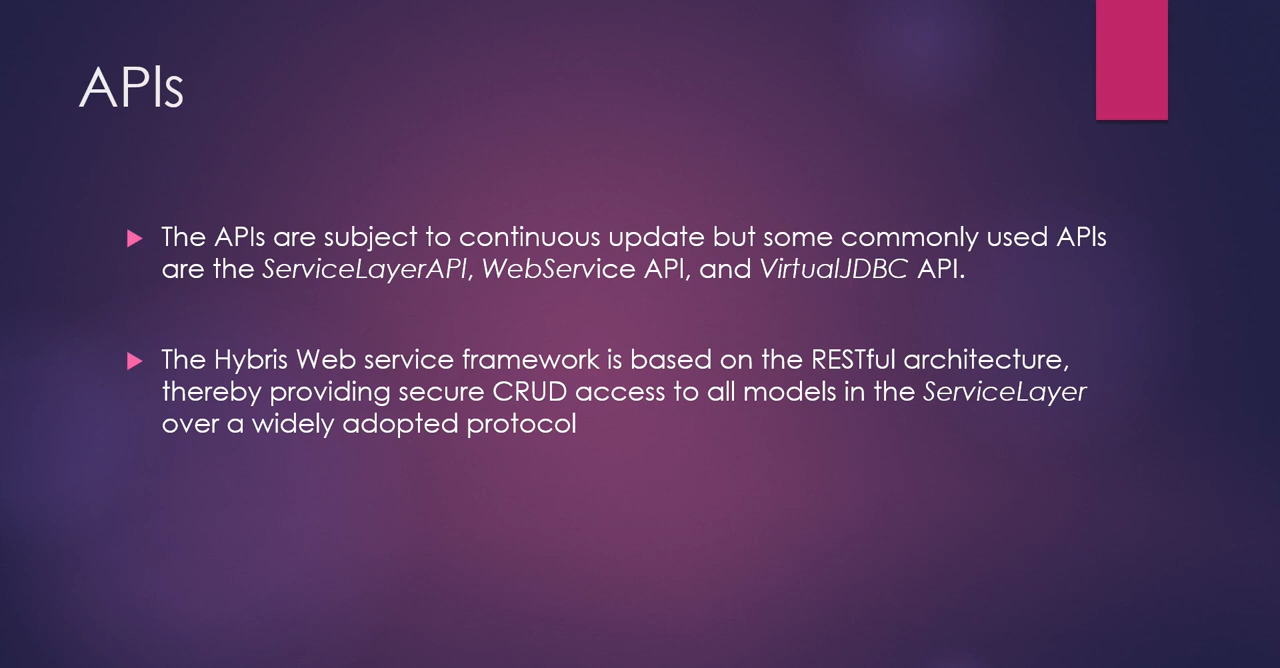 APIs
The APIs are subject to continuous update but some commonly used APIs
are the ServiceLayerAPI, WebService API, and VirtualJDBC API.
The Hybris Web service framework is based on the RESTful architecture,
thereby providing secure CRUD access to all models in the ServiceLayer
over a widely adopted protocol